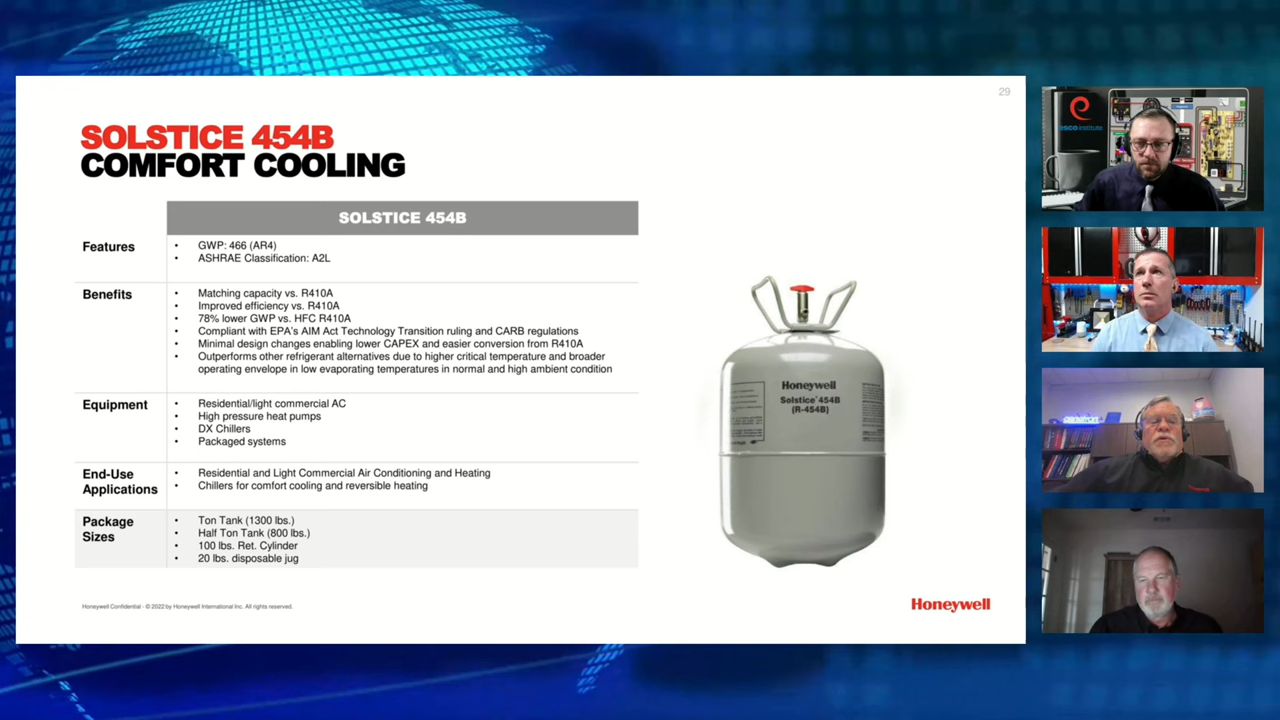 29
SOLSTICE 454B
COMFORT COOLING
SOLSTICE 454B
Features
• GWP: 466 (AR4)
• ASHRAE Classification: A2L
Benefits
• Matching capacity vs. R410A
• Improved efficiency vs. R410A
• 78% lower GWP vs. HFC R410A
• Compliant with EPA's AIM Act Technology Transition ruling and CARB regulations
• Minimal design changes enabling lower CAPEX and easier conversion from R410A
• Outperforms other refrigerant alternatives due to higher critical temperature and broader
operating envelope in low evaporating temperatures in normal and high ambient condition
Equipment
• Residential/light commercial AC
• High pressure heat pumps
• DX Chillers
• Packaged systems
End-Use
Applications
• Residential and Light Commercial Air Conditioning and Heating
• Chillers for comfort cooling and reversible heating
Package
Sizes
• Ton Tank (1300 lbs.)
• Half Ton Tank (800 lbs.)
• 100 lbs. Ret. Cylinder
• 20 lbs. disposable jug
Honeywell
Solstice® 454B
(R-454B)
Honeywell Confidential - © 2022 by Honeywell International Inc. All rights reserved.
Honeywell
esco institute